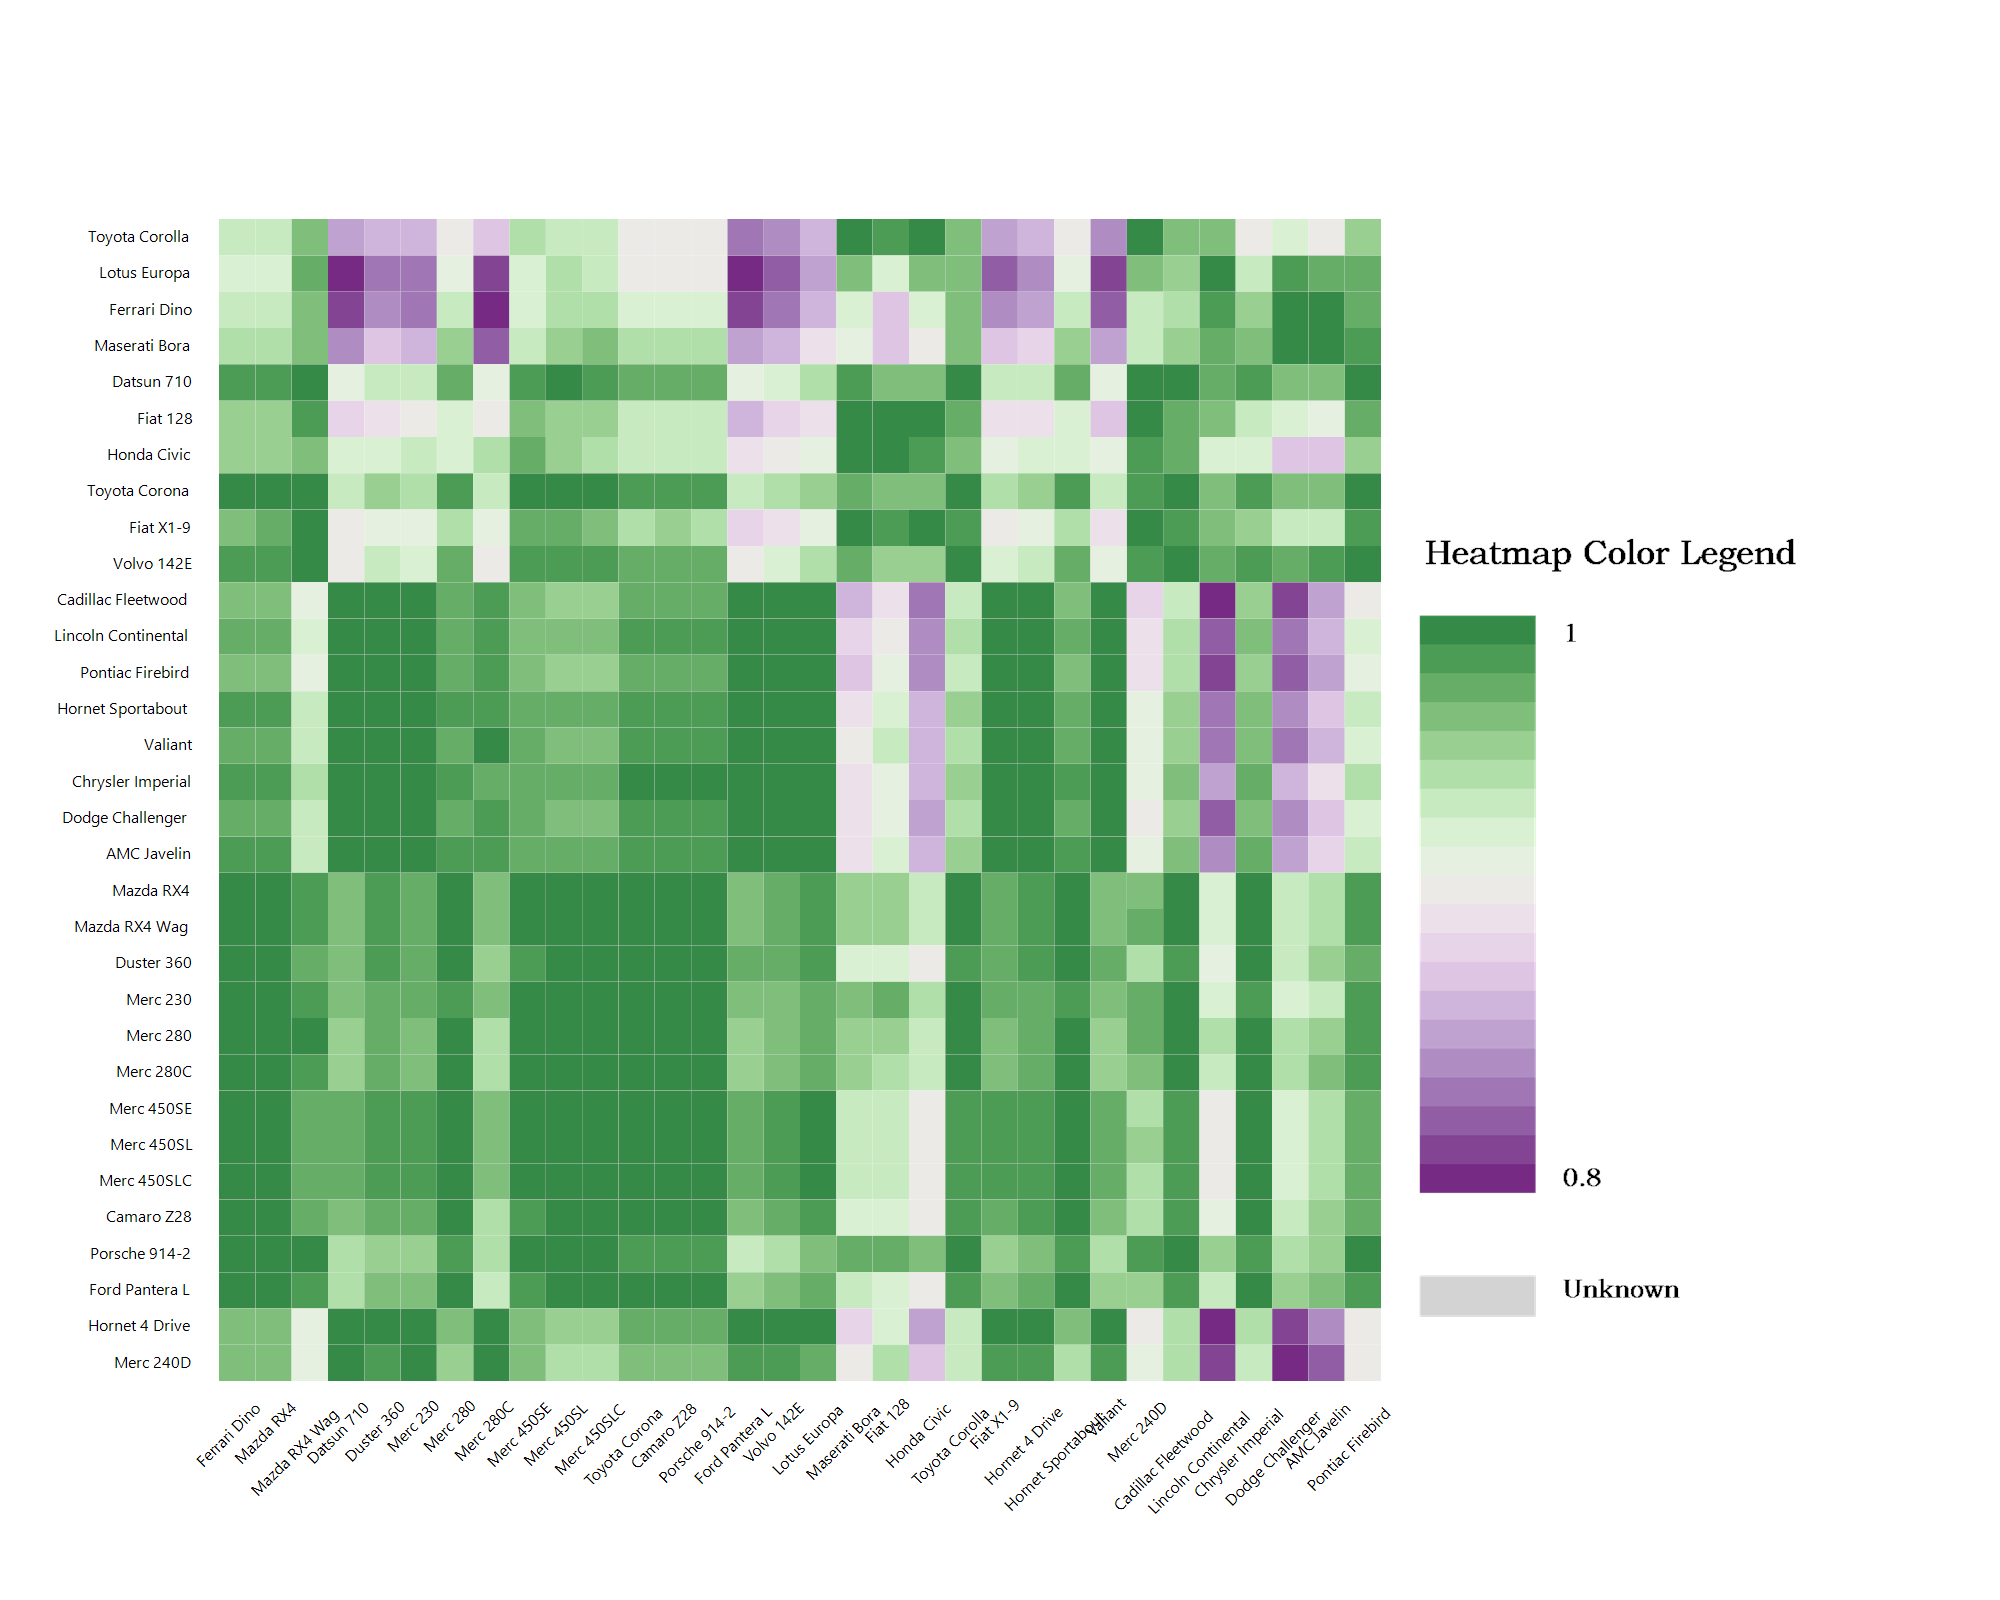 Toyota Corolla
Lotus Europa
Ferrari Dino
Maserati Bora
Datsun 710
Fiat 128
Honda Civic
Toyota Corona
Fiat X1-9
Volvo 142E
Cadillac Fleetwood
Lincoln Continental
Pontiac Firebird
Hornet Sportabout
Valiant
Chrysler Imperial
Dodge Challenger
AMC Javelin
Mazda RX4
Mazda RX4 Wag
Duster 360
Merc 230
Merc 280
Merc 280C
Merc 450SE
Merc 450SL
Merc 450SLC
Camaro Z28
Porsche 914-2
Ford Pantera L
Hornet 4 Drive
Merc 240D
Ferrari Dino
Mazda RX4
Mazda RX4 Wag
Datsun 710
Duster 360
Merc 230
Merc 280
Merc 280C
Merc 450SE
Merc 450SL
Merc 450SLC
Toyota Corona
Camaro Z28
Porsche 914-2
Ford Pantera L
Volvo 142E
Lotus Europa
Maserati Bora
Fiat 128
Honda Civic
Toyota Corolla
Fiat X1-9
Hornet 4 Drive
Hornet Sportabout
Valiant
Merc 240D
Cadillac Fleetwood
Lincoln Continental
Chrysler Imperial
Dodge Challenger
AMC Javelin
Pontiac Firebird
Heatmap Color Legend
1
0.8
Unknown